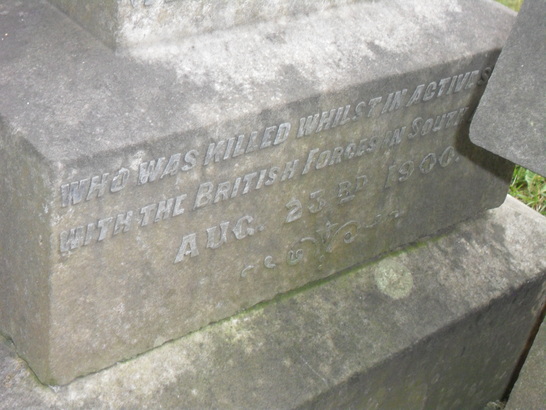 WHO WAS KILLED WHILST IN ACTIVE S
WITH THE BRITISH FORCES IN SOUTH
AUG. 23RD 1900.